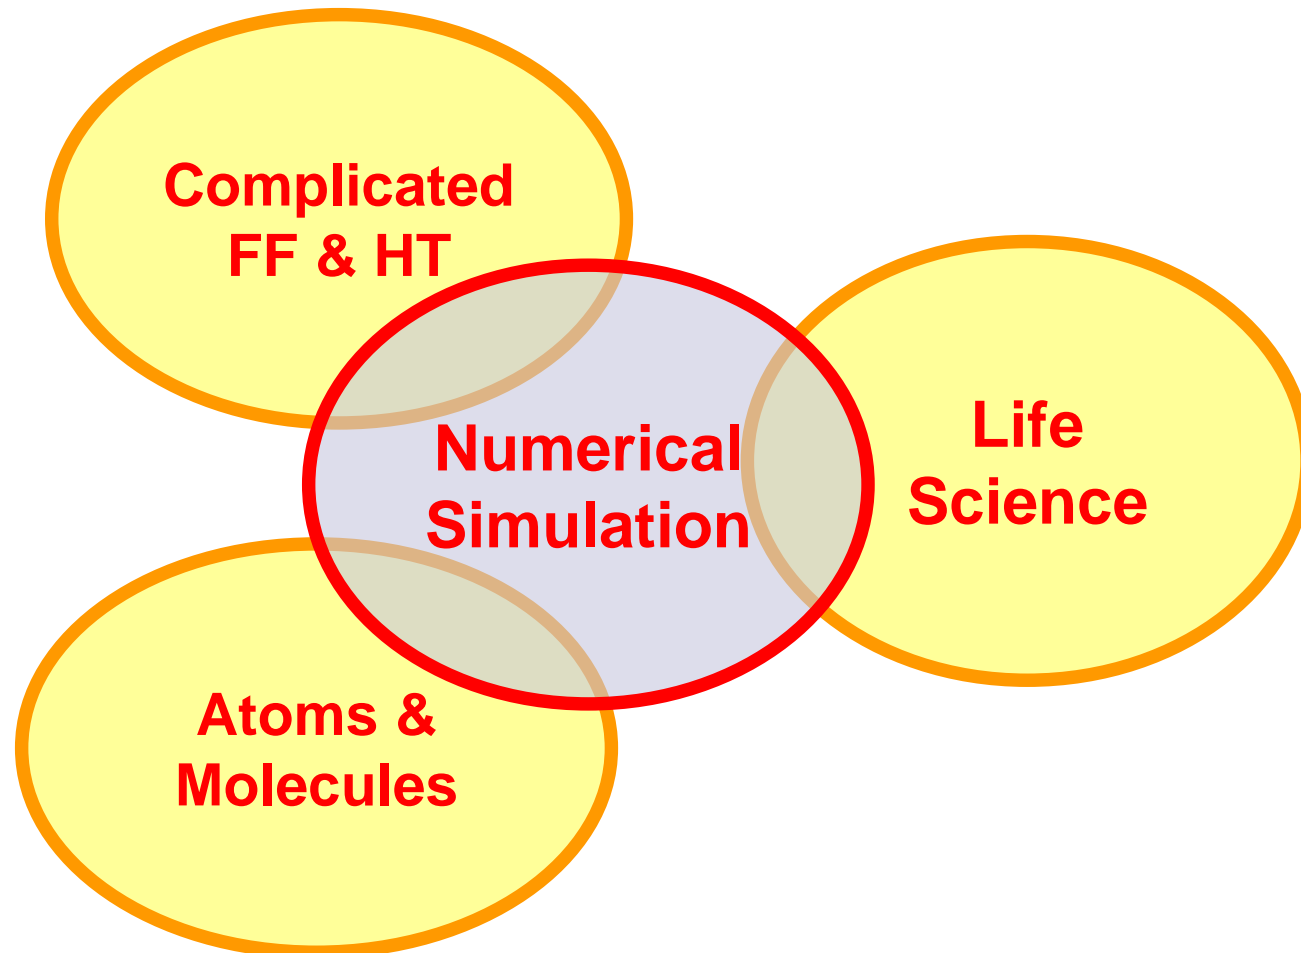 Complicated
FF & HT
Numerical
Simulation
Life
Science
Atoms &
Molecules